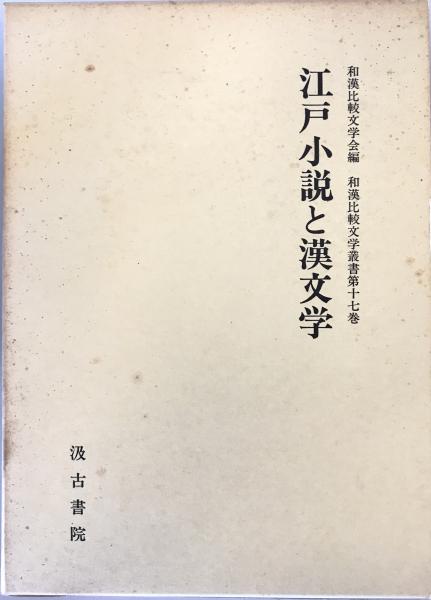 和漢比較文学会編　和漢比較文学叢書第十七巻
江戸小説と漢文学
汲古書院